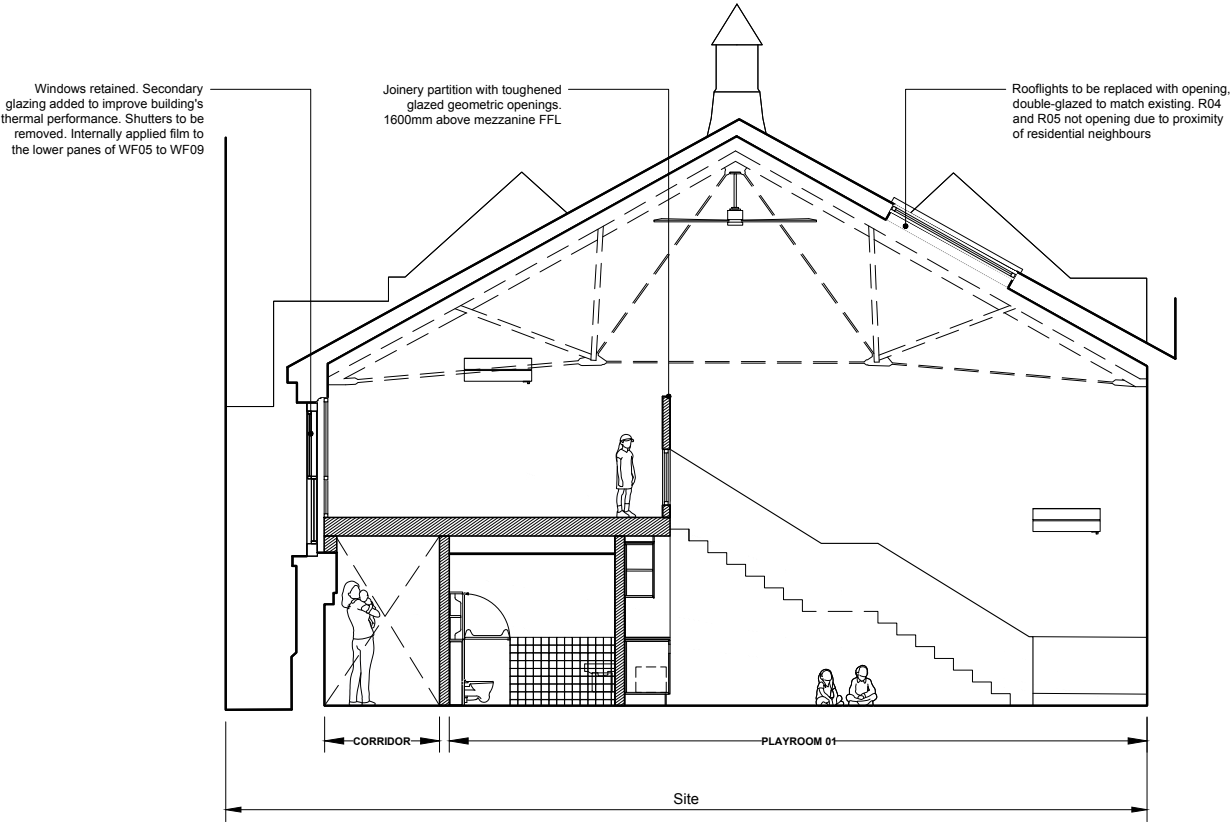 Windows retained. Secondary
glazing added to improve building's
thermal performance. Shutters to be
removed. Internally applied film to
the lower panes of WF05 to WF09
Joinery partition with toughened
glazed geometric openings.
1600mm above mezzanine FFL
Rooflights to be replaced with opening,
double-glazed to match existing. R04
and R05 not opening due to proximity
of residential neighbours
CORRIDOR
PLAYROOM 01
Site